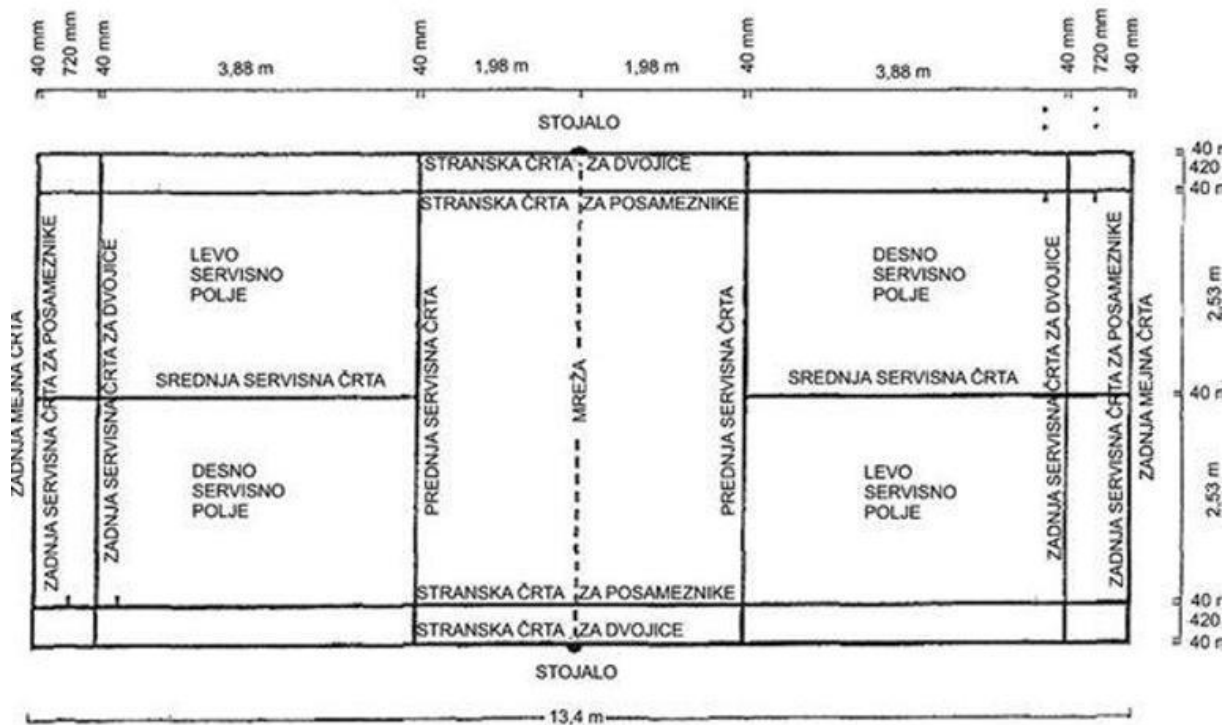 40 mm
720 mm
40 mm
3,88 m
40 mm
1,98 m
1,98 m
40 mm
3,88 m
40 mm
720 mm
40 mm
STOJALO
40 m
420
40 m
STRANSKA ČRTA ZA DVOJICE
STRANSKA ČRTA ZA POSAMEZNIKE
ZADNJA MEJNA ČRTA
ZADNJA SERVISNA ČRTA ZA POSAMEZNIKE
ZADNJA SERVISNA ČRTA ZA DVOJICE
LEVO
SERVISNO
POLJE
PREDNJA SERVISNA ČRTA
MREŽA
PREDNJA SERVISNA ČRTA
DESNO
SERVISNO
POLJE
ZADNJA SERVISNA ČRTA ZA DVOJICE
ZADNJA SERVISNA ČRTA ZA POSAMEZNIKE
ZADNJA MEJNA ČRTA
2,53 m
SREDNJA SERVISNA ČRTA
SREDNJA SERVISNA ČRTA
40 m
DESNO
SERVISNO
POLJE
LEVO
SERVISNO
POLJE
2,53 m
STRANSKA ČRTA ZA POSAMEZNIKE
STRANSKA ČRTA ZA DVOJICE
40 m
420
40 m
STOJALO
13,4 m